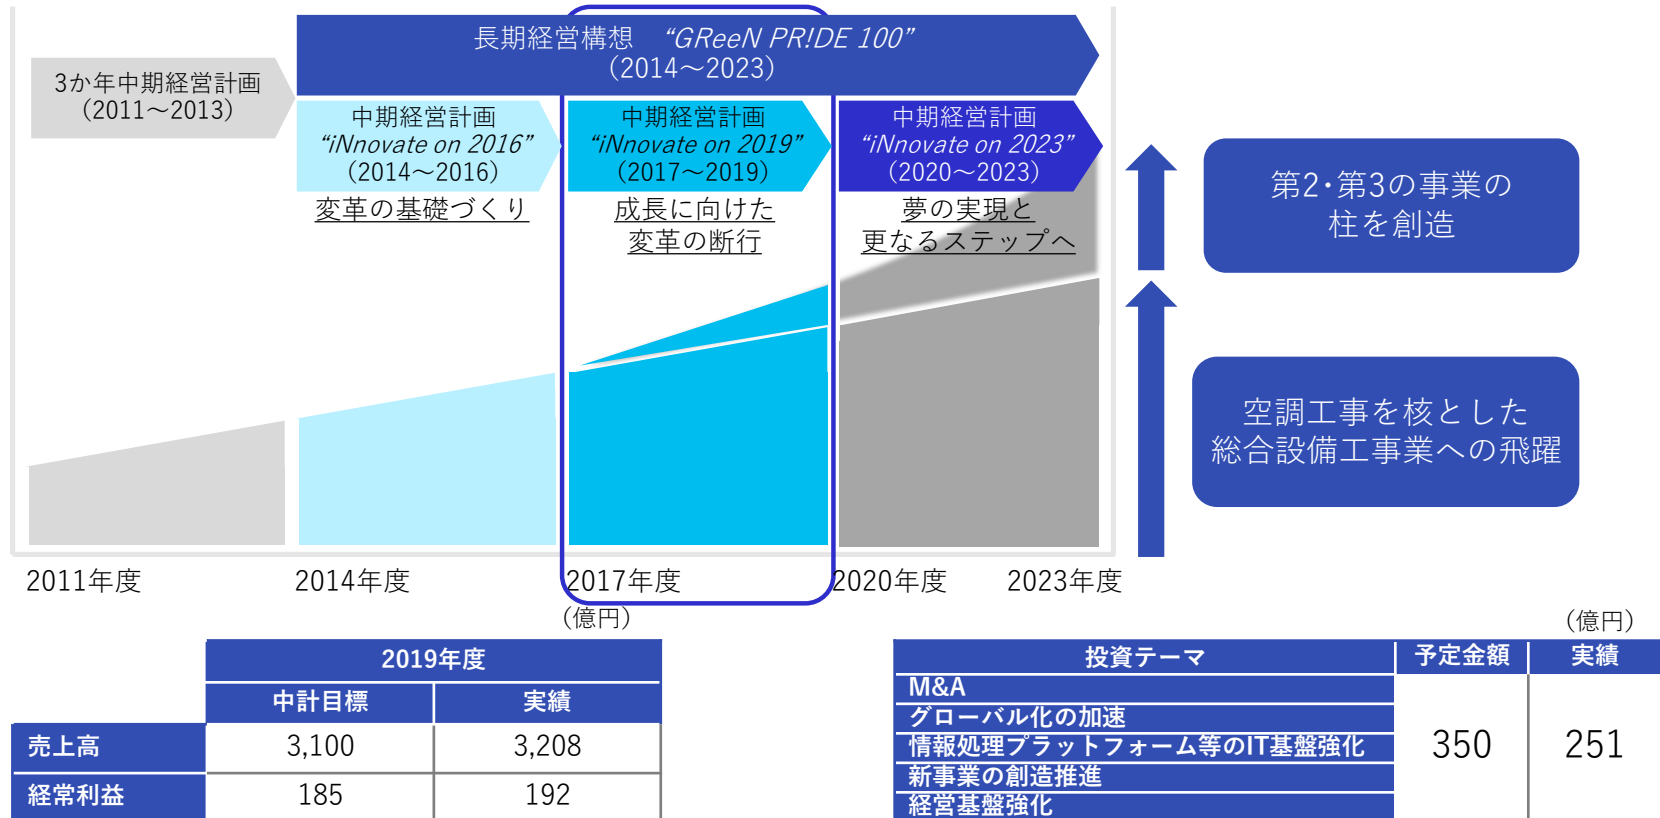 長期経営構想 “GReeN PR!DE 100”
（2014～2023）
3か年中期経営計画
（2011～2013）
中期経営計画
“iNnovate on 2016”
（2014～2016）
変革の基礎づくり
中期経営計画
“iNnovate on 2019”
（2017～2019）
成長に向けた
変革の断行
中期経営計画
“iNnovate on 2023”
（2020～2023）
夢の実現と
更なるステップへ
第2・第3の事業の
柱を創造
空調工事を核とした
総合設備工事業への飛躍
2011年度
2014年度
2017年度
2020年度
2023年度
（億円）
2019年度
中計目標
実績
売上高
3,100
3,208
経常利益
185
192
（億円）
投資テーマ
予定金額
実績
M&A
グローバル化の加速
情報処理プラットフォーム等のIT基盤強化
新事業の創造推進
経営基盤強化
350
251